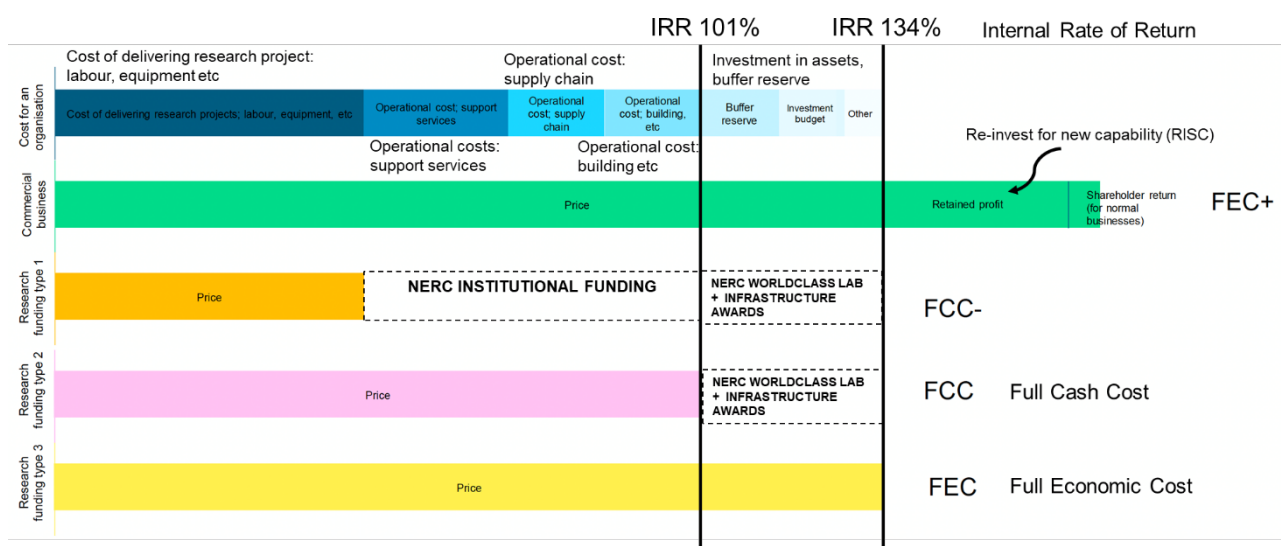 IRR 101%
IRR 134%
Internal Rate of Return
Cost of delivering research project:
labour, equipment etc
Operational cost:
supply chain
Investment in assets,
buffer reserve
Cost for an
organisation
Cost of delivering research projects; labour, equipment, etc
Operational cost; support
services
Operational
cost; supply
chain
Operational
cost; building,
etc
Buffer
reserve
Investment
budget
Other
Operational costs:
support services
Operational cost:
building etc
Re-invest for new capability (RISC)
Commercial
business
Price
Retained profit
Shareholder return
(for normal
businesses)
FEC+
Research
funding type 1
Price
NERC INSTITUTIONAL FUNDING
NERC WORLDCLASS LAB
+ INFRASTRUCTURE
AWARDS
FCC-
Research
funding type 2
Price
NERC WORLDCLASS LAB
+ INFRASTRUCTURE
AWARDS
FCC
Full Cash Cost
Research
funding type 3
Price
FEC
Full Economic Cost